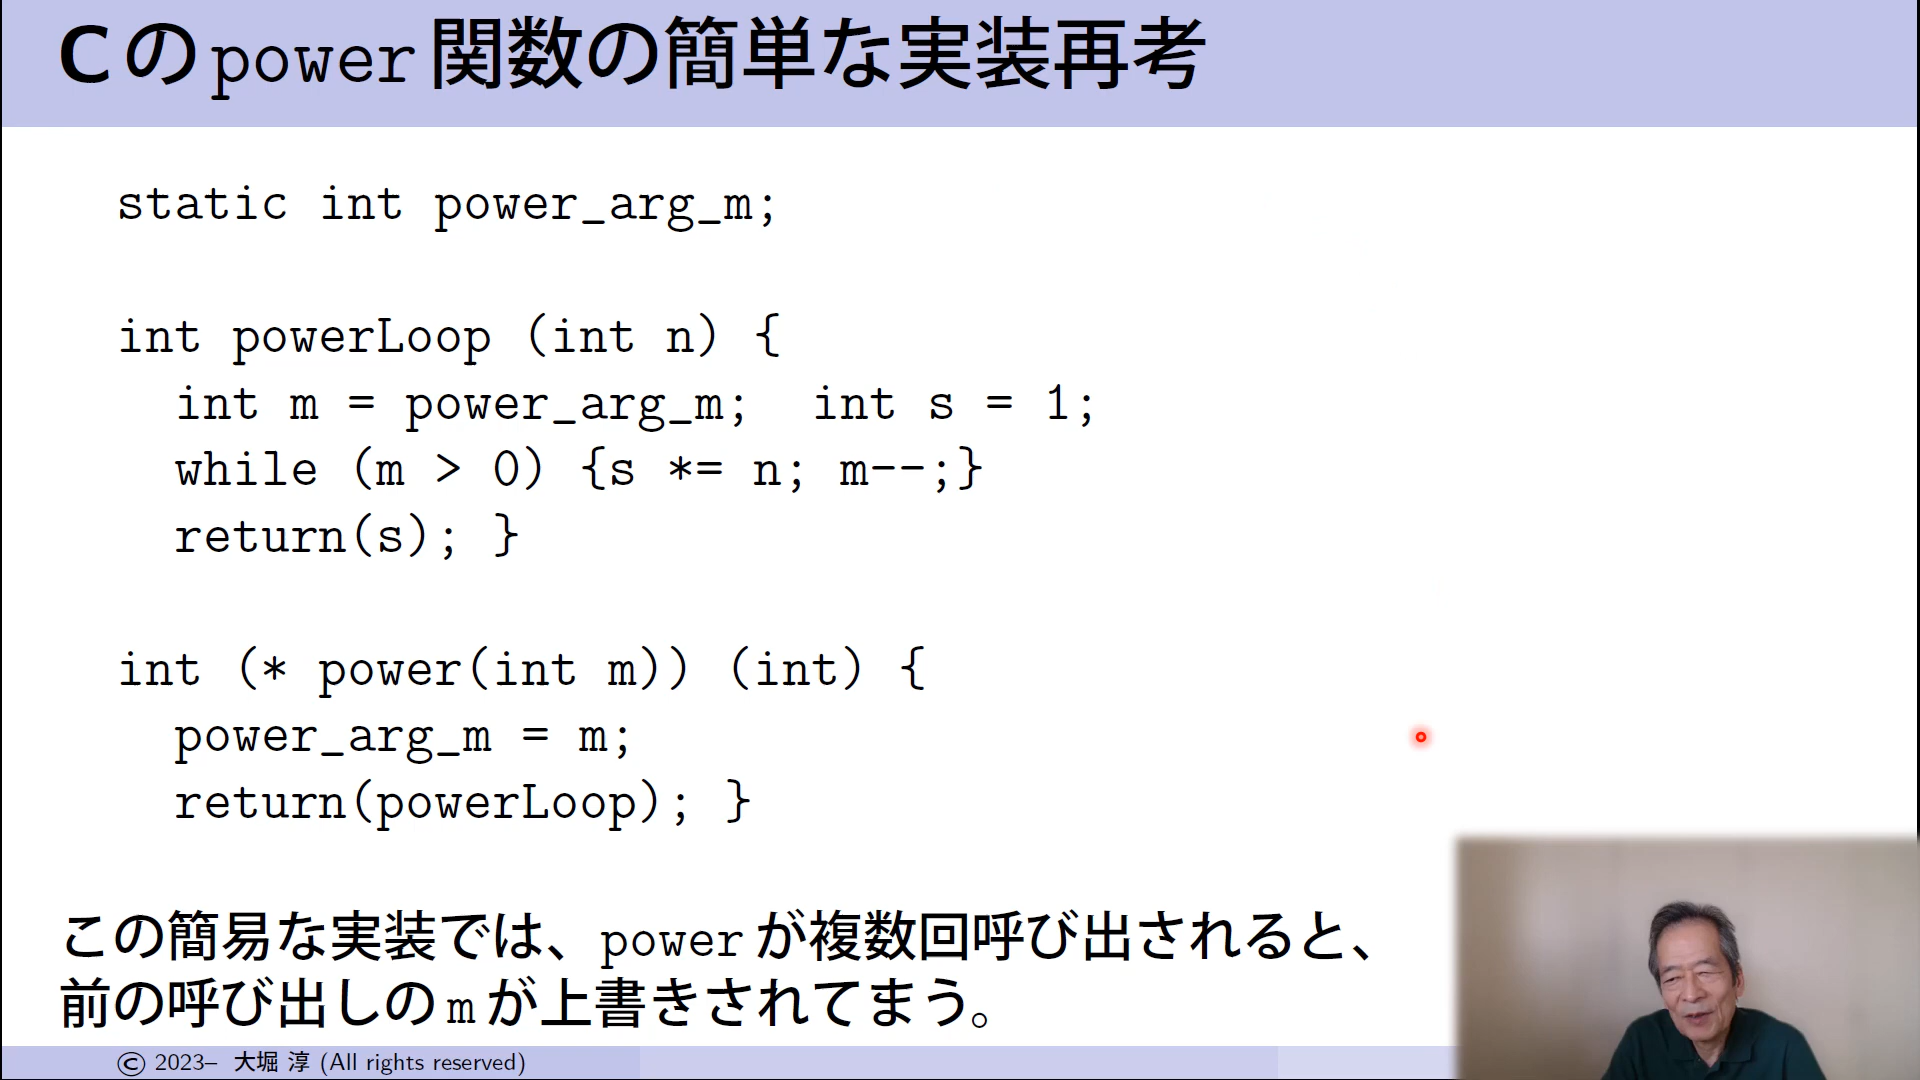 Cのpower関数の簡単な実装再考
static int power_arg_m;
int powerLoop (int n) {
int m = power_arg_m;  int s = 1;
while (m > 0) {s *= n; m--;}
return(s); }
int (* power(int m)) (int) {
power_arg_m = m;
return(powerLoop); }
この簡易な実装では、powerが複数回呼び出されると、
前の呼び出しのmが上書きされてまう。
© 2023– 大堀 淳 (All rights reserved)